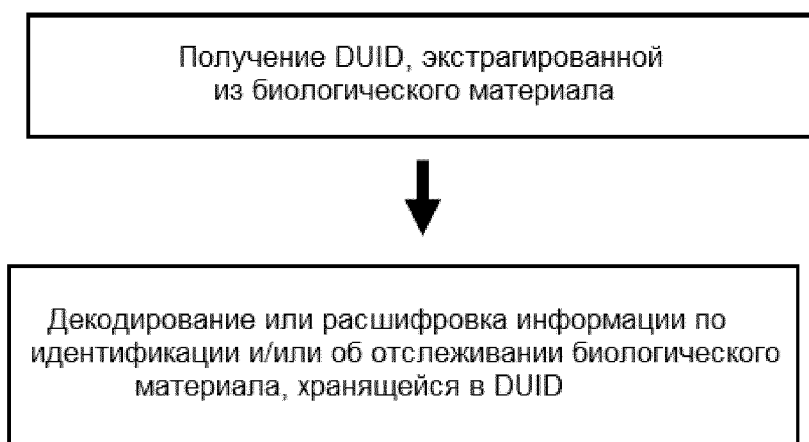 Получение DUID, экстрагированной
из биологического материала
Декодирование или расшифровка информации по
идентификации и/или об отслеживании биологического
материала, хранящейся в DUID